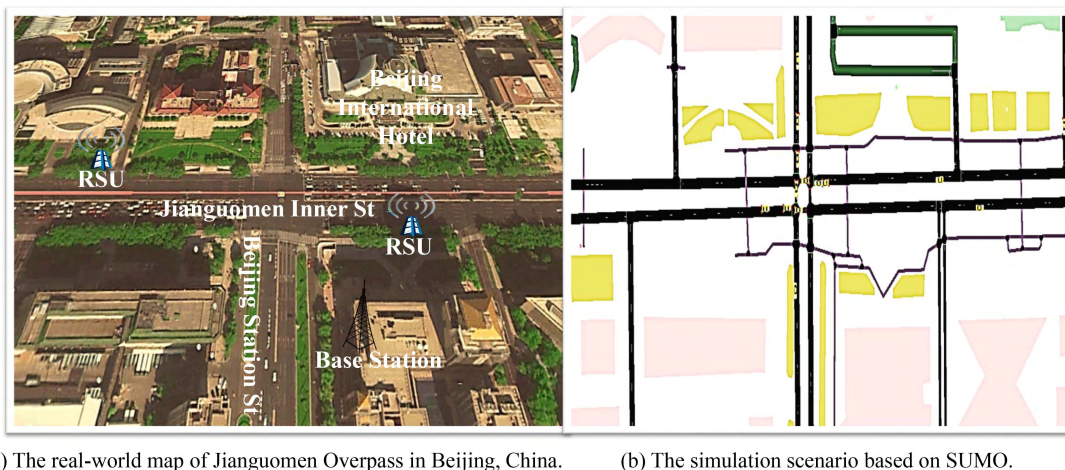 Beijing
International
Hotel
RSU
Jianguomen Inner St
RSU
Beijing Station St
Base Station
) The real-world map of Jianguomen Overpass in Beijing, China.
(b) The simulation scenario based on SUMO.